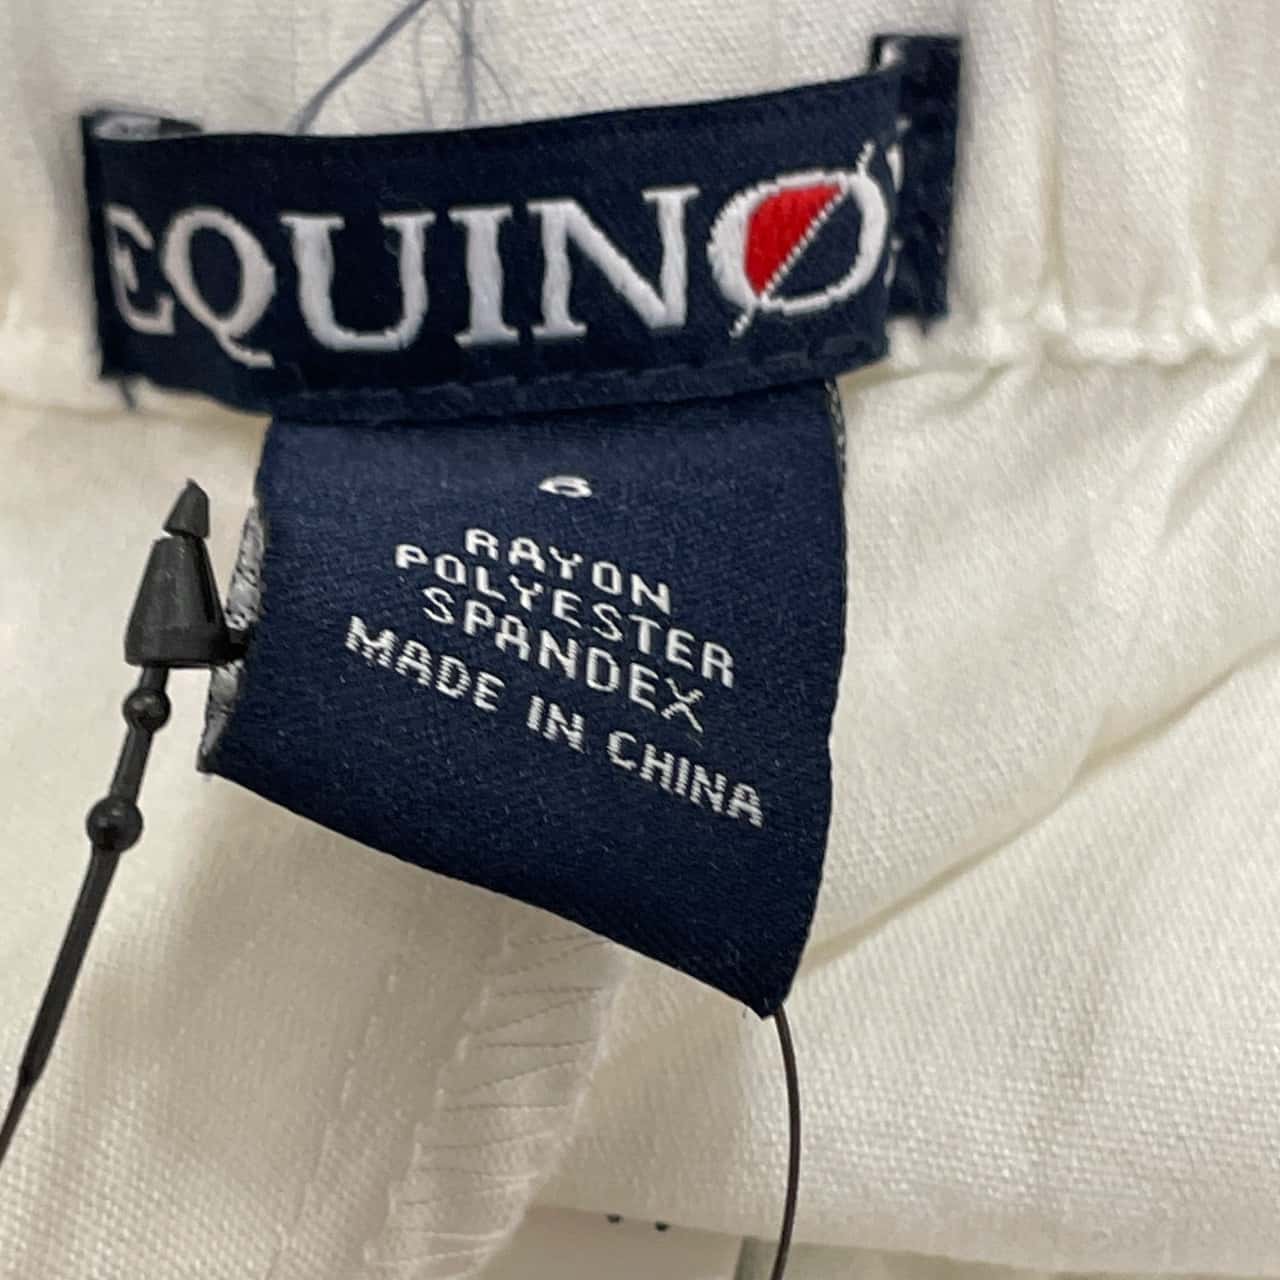 EQUINO
6
RAYON
POLYESTER
SPANDEX
MADE IN CHINA